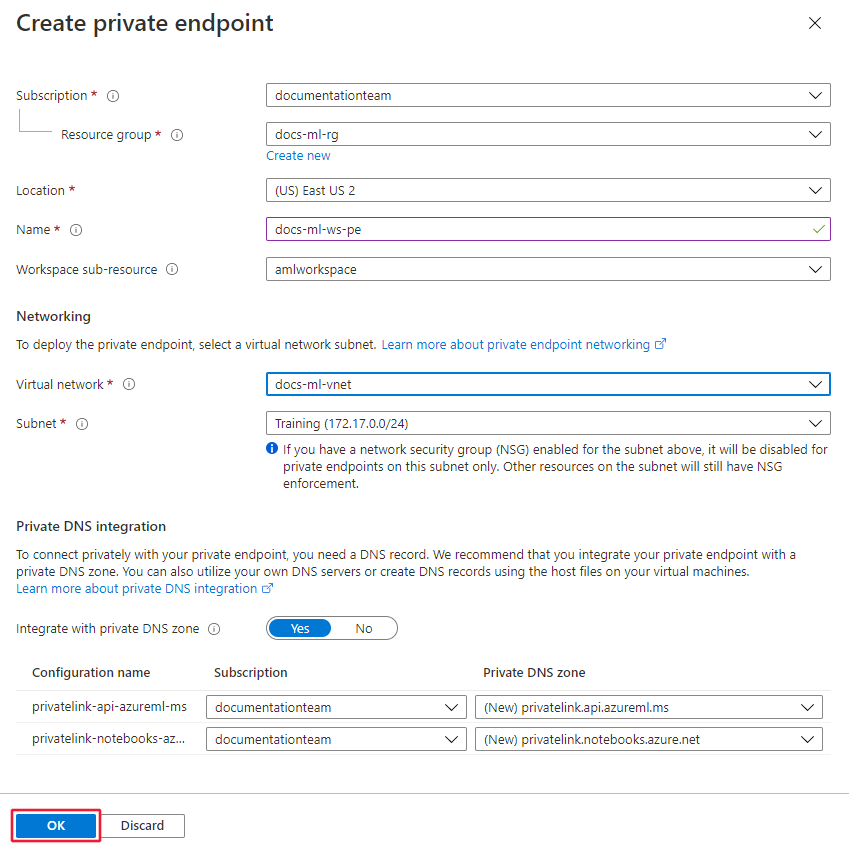 Create private endpoint
Subscription *
documentationteam
Resource group *
docs-ml-rg
Create new
Location *
(US) East US 2
Name *
docs-ml-ws-pe
Workspace sub-resource
amlworkspace
Networking
To deploy the private endpoint, select a virtual network subnet. Learn more about private endpoint networking
Virtual network *
docs-ml-vnet
Subnet *
Training (172.17.0.0/24)
If you have a network security group (NSG) enabled for the subnet above, it will be disabled for
private endpoints on this subnet only. Other resources on the subnet will still have NSG
enforcement.
Private DNS integration
To connect privately with your private endpoint, you need a DNS record. We recommend that you integrate your private endpoint with a
private DNS zone. You can also utilize your own DNS servers or create DNS records using the host files on your virtual machines.
Learn more about private DNS integration
Integrate with private DNS zone
Yes No
Configuration name Subscription Private DNS zone
privatelink-api-azureml-ms documentationteam (New) privatelink.api.azureml.ms
privatelink-notebooks-az... documentationteam (New) privatelink.notebooks.azure.net
OK Discard